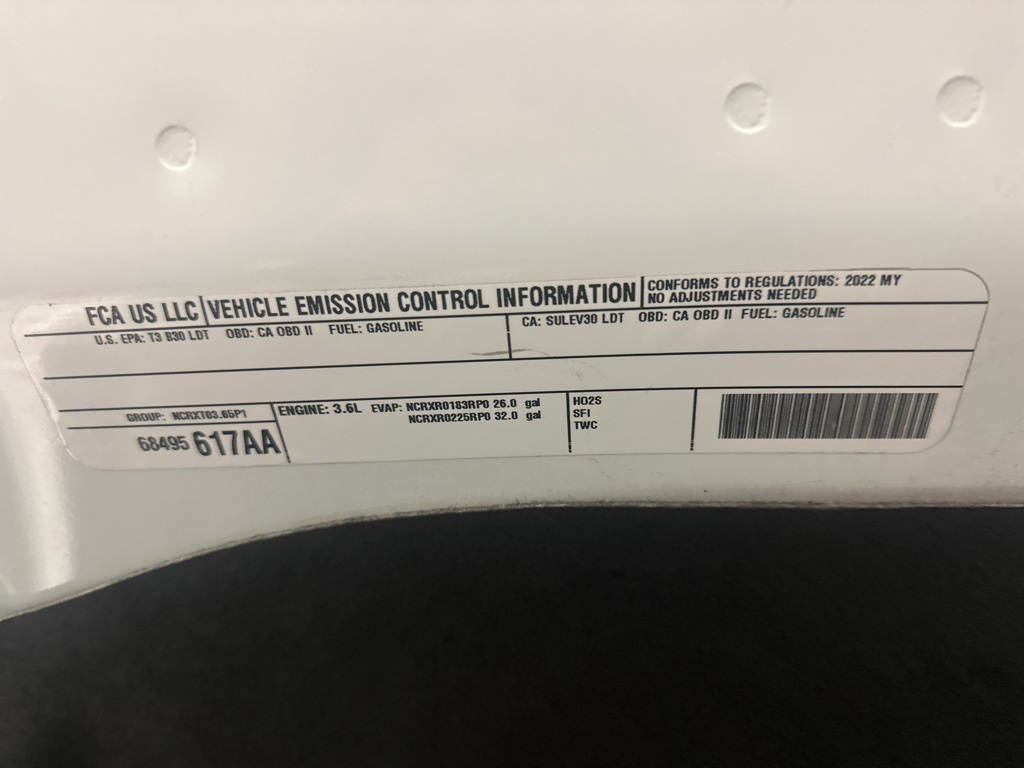 FCA US LLC VEHICLE EMISSION CONTROL INFORMATION
CONFORMS TO REGULATIONS: 2022 MY
NO ADJUSTMENTS NEEDED
U.S. EPA: T3 B30 LDT OBD: CA OBD II FUEL: GASOLINE
CA: SULEV30 LDT OBD: CA OBD II FUEL: GASOLINE
GROUP: NCRXT03.65P1
68495 617AA
ENGINE: 3.6L EVAP: NCRXR0183RP0 26.0 gal
NCRXR0225RP0 32.0 gal
HO2S
SFI
TWC